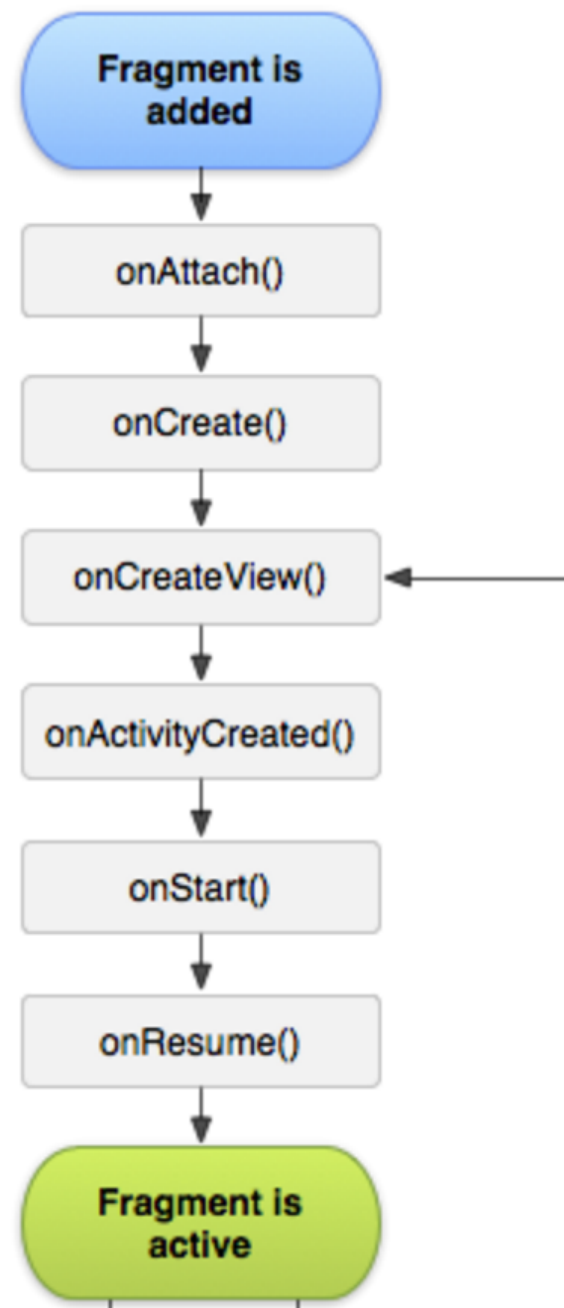 Fragment is
added
onAttach()
onCreate()
onCreateView()
onActivityCreated()
onStart()
onResume()
Fragment is
active